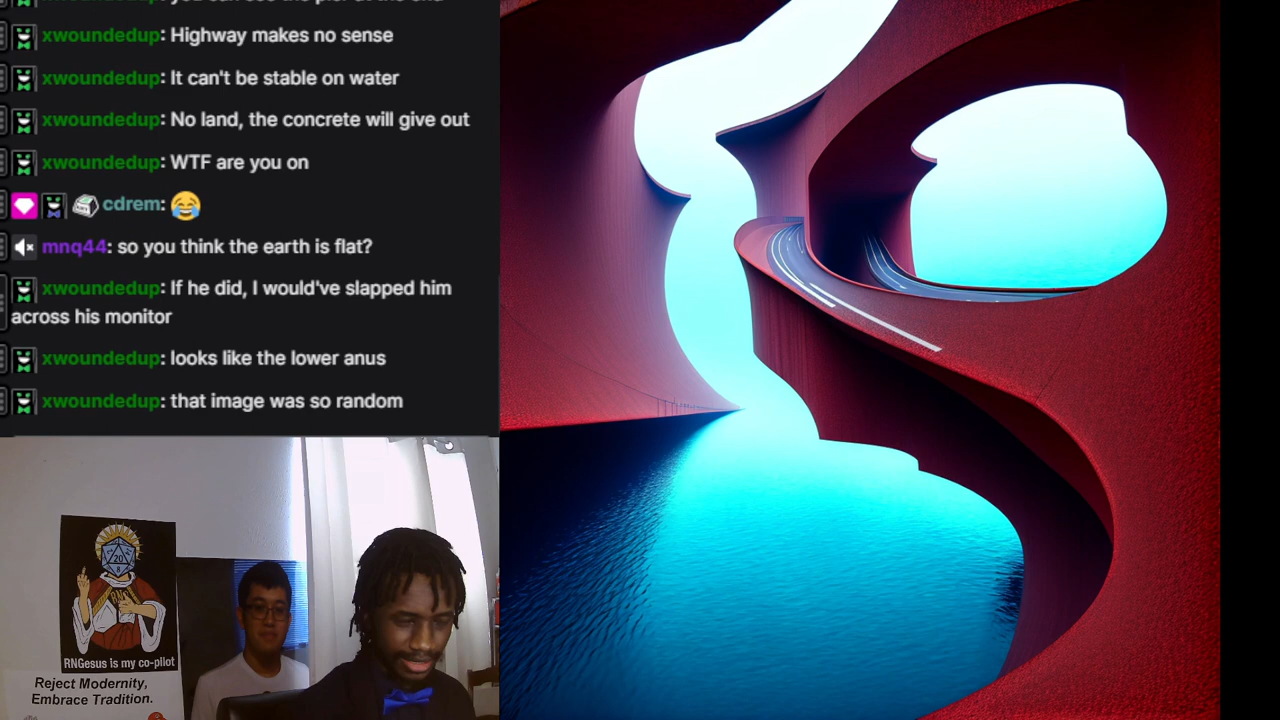 xwoundedup: Highway makes no sense
xwoundedup: It can't be stable on water
xwoundedup: No land, the concrete will give out
xwoundedup: WTF are you on
cdrem: 😂
mnq44: so you think the earth is flat?
xwoundedup: If he did, I would've slapped him
across his monitor
xwoundedup: looks like the lower anus
xwoundedup: that image was so random
20
8
RNGesus is my co-pilot
Reject Modernity,
Embrace Tradition.